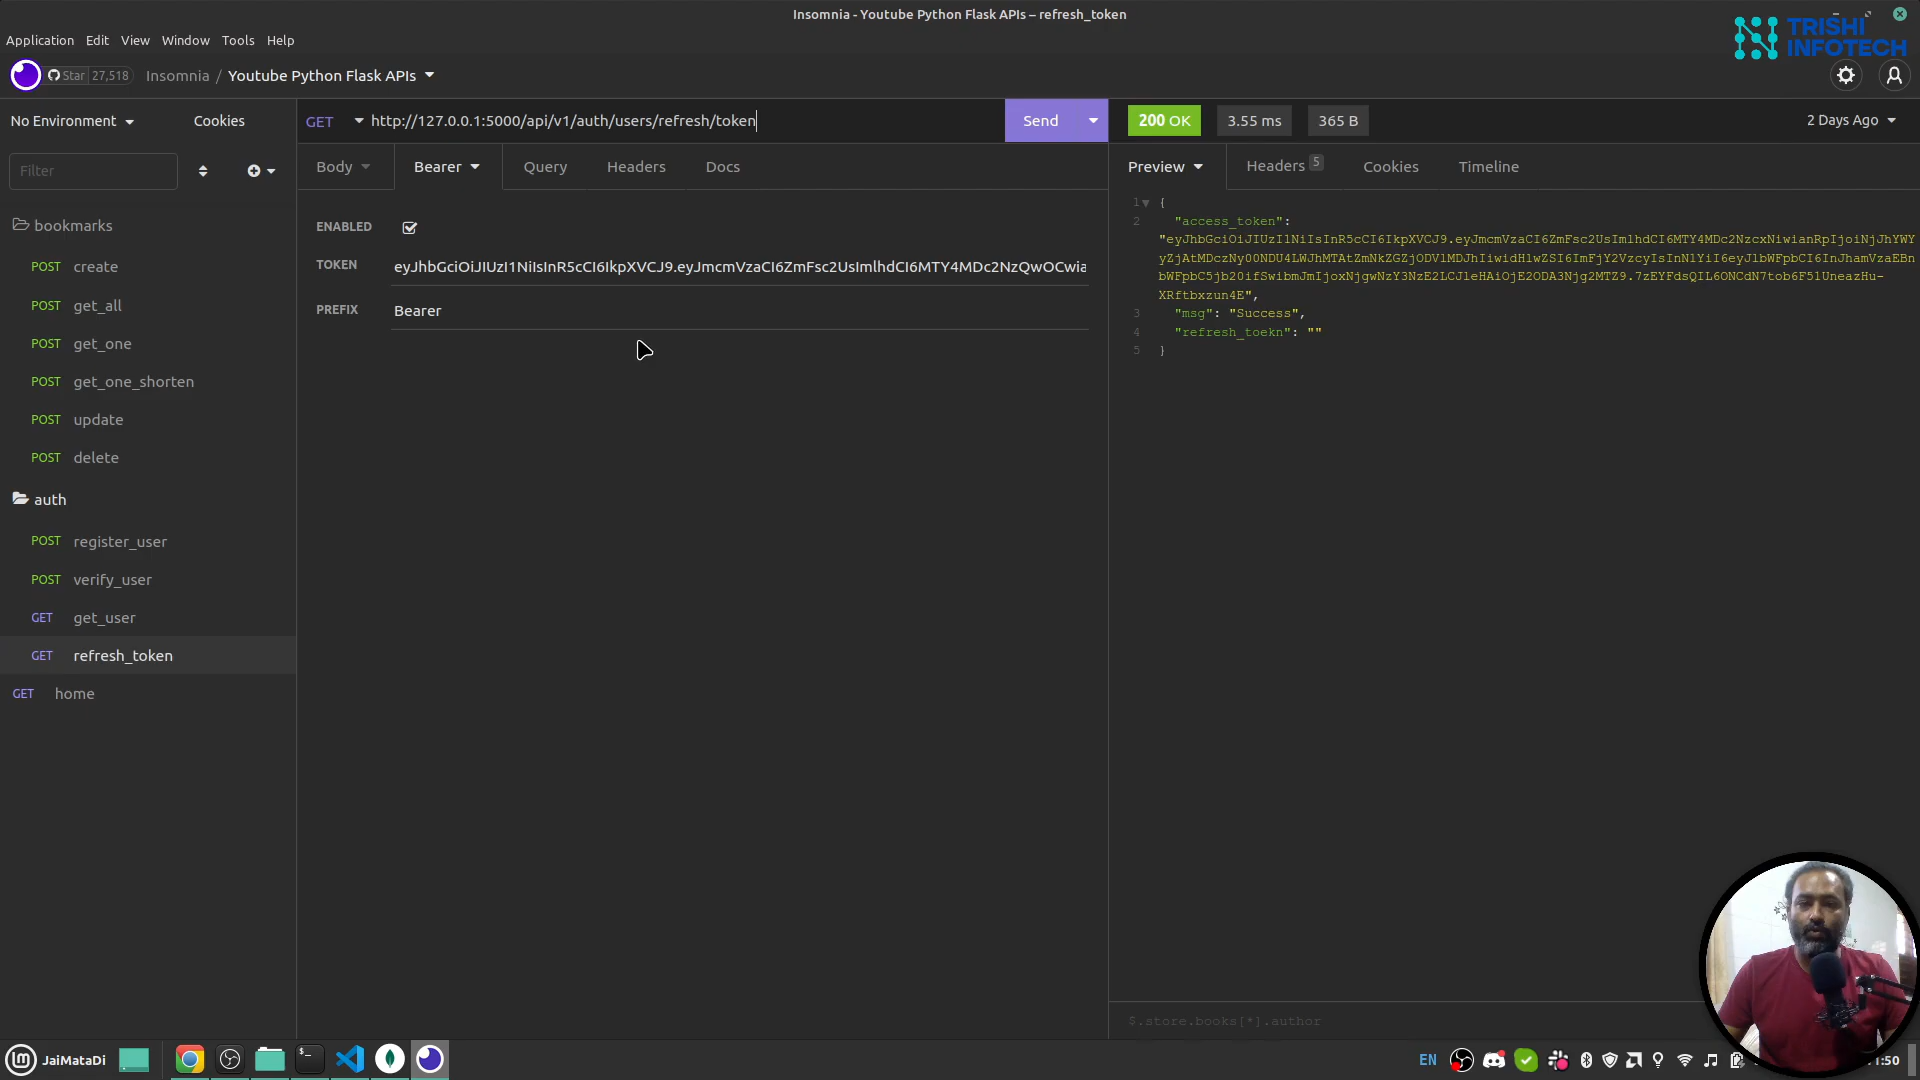 Insomnia - Youtube Python Flask APIs – refresh_token
TRISHI
INFOTECH
Application Edit View Window Tools Help
Star 27,518 Insomnia / Youtube Python Flask APIs
No Environment Cookies
GET http://127.0.0.1:5000/api/v1/auth/users/refresh/token
Send
200 OK 3.55 ms 365 B
2 Days Ago
Filter
Body Bearer Query Headers Docs
Preview Headers 5 Cookies Timeline
bookmarks
POST create
POST get_all
POST get_one
POST get_one_shorten
POST update
POST delete
auth
POST register_user
POST verify_user
GET get_user
GET refresh_token
GET home
ENABLED
TOKEN eyJhbGciOiJIUzI1NiIsInR5cCI6IkpXVCJ9.eyJmcmVzaCI6ZmFsc2UsImlhdCI6MTY4MDc2NzQwOCwia
PREFIX Bearer
1 {
2 "access_token":
3 "msg": "Success",
4 "refresh_toekn": ""
5 }
$.store.books[*].author
JaiMataDi
EN